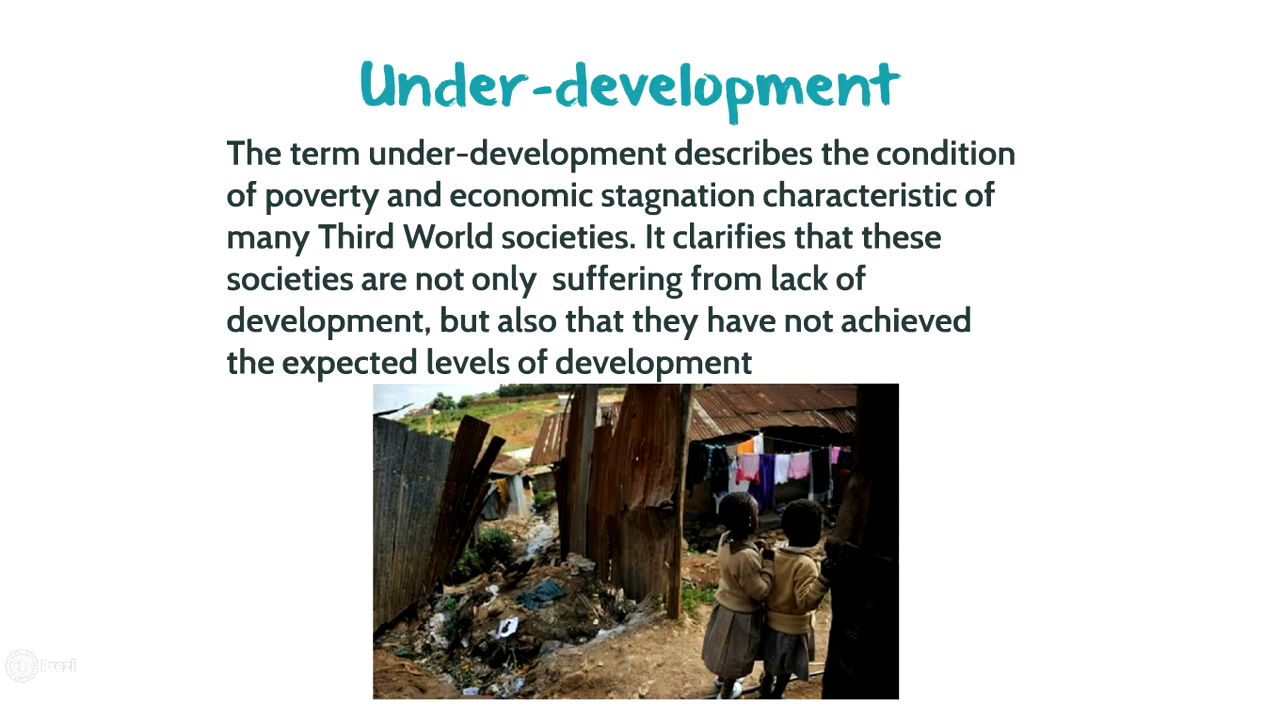 Under-development
The term under-development describes the condition
of poverty and economic stagnation characteristic of
many Third World societies. It clarifies that these
societies are not only  suffering from lack of
development, but also that they have not achieved
the expected levels of development
Prezi